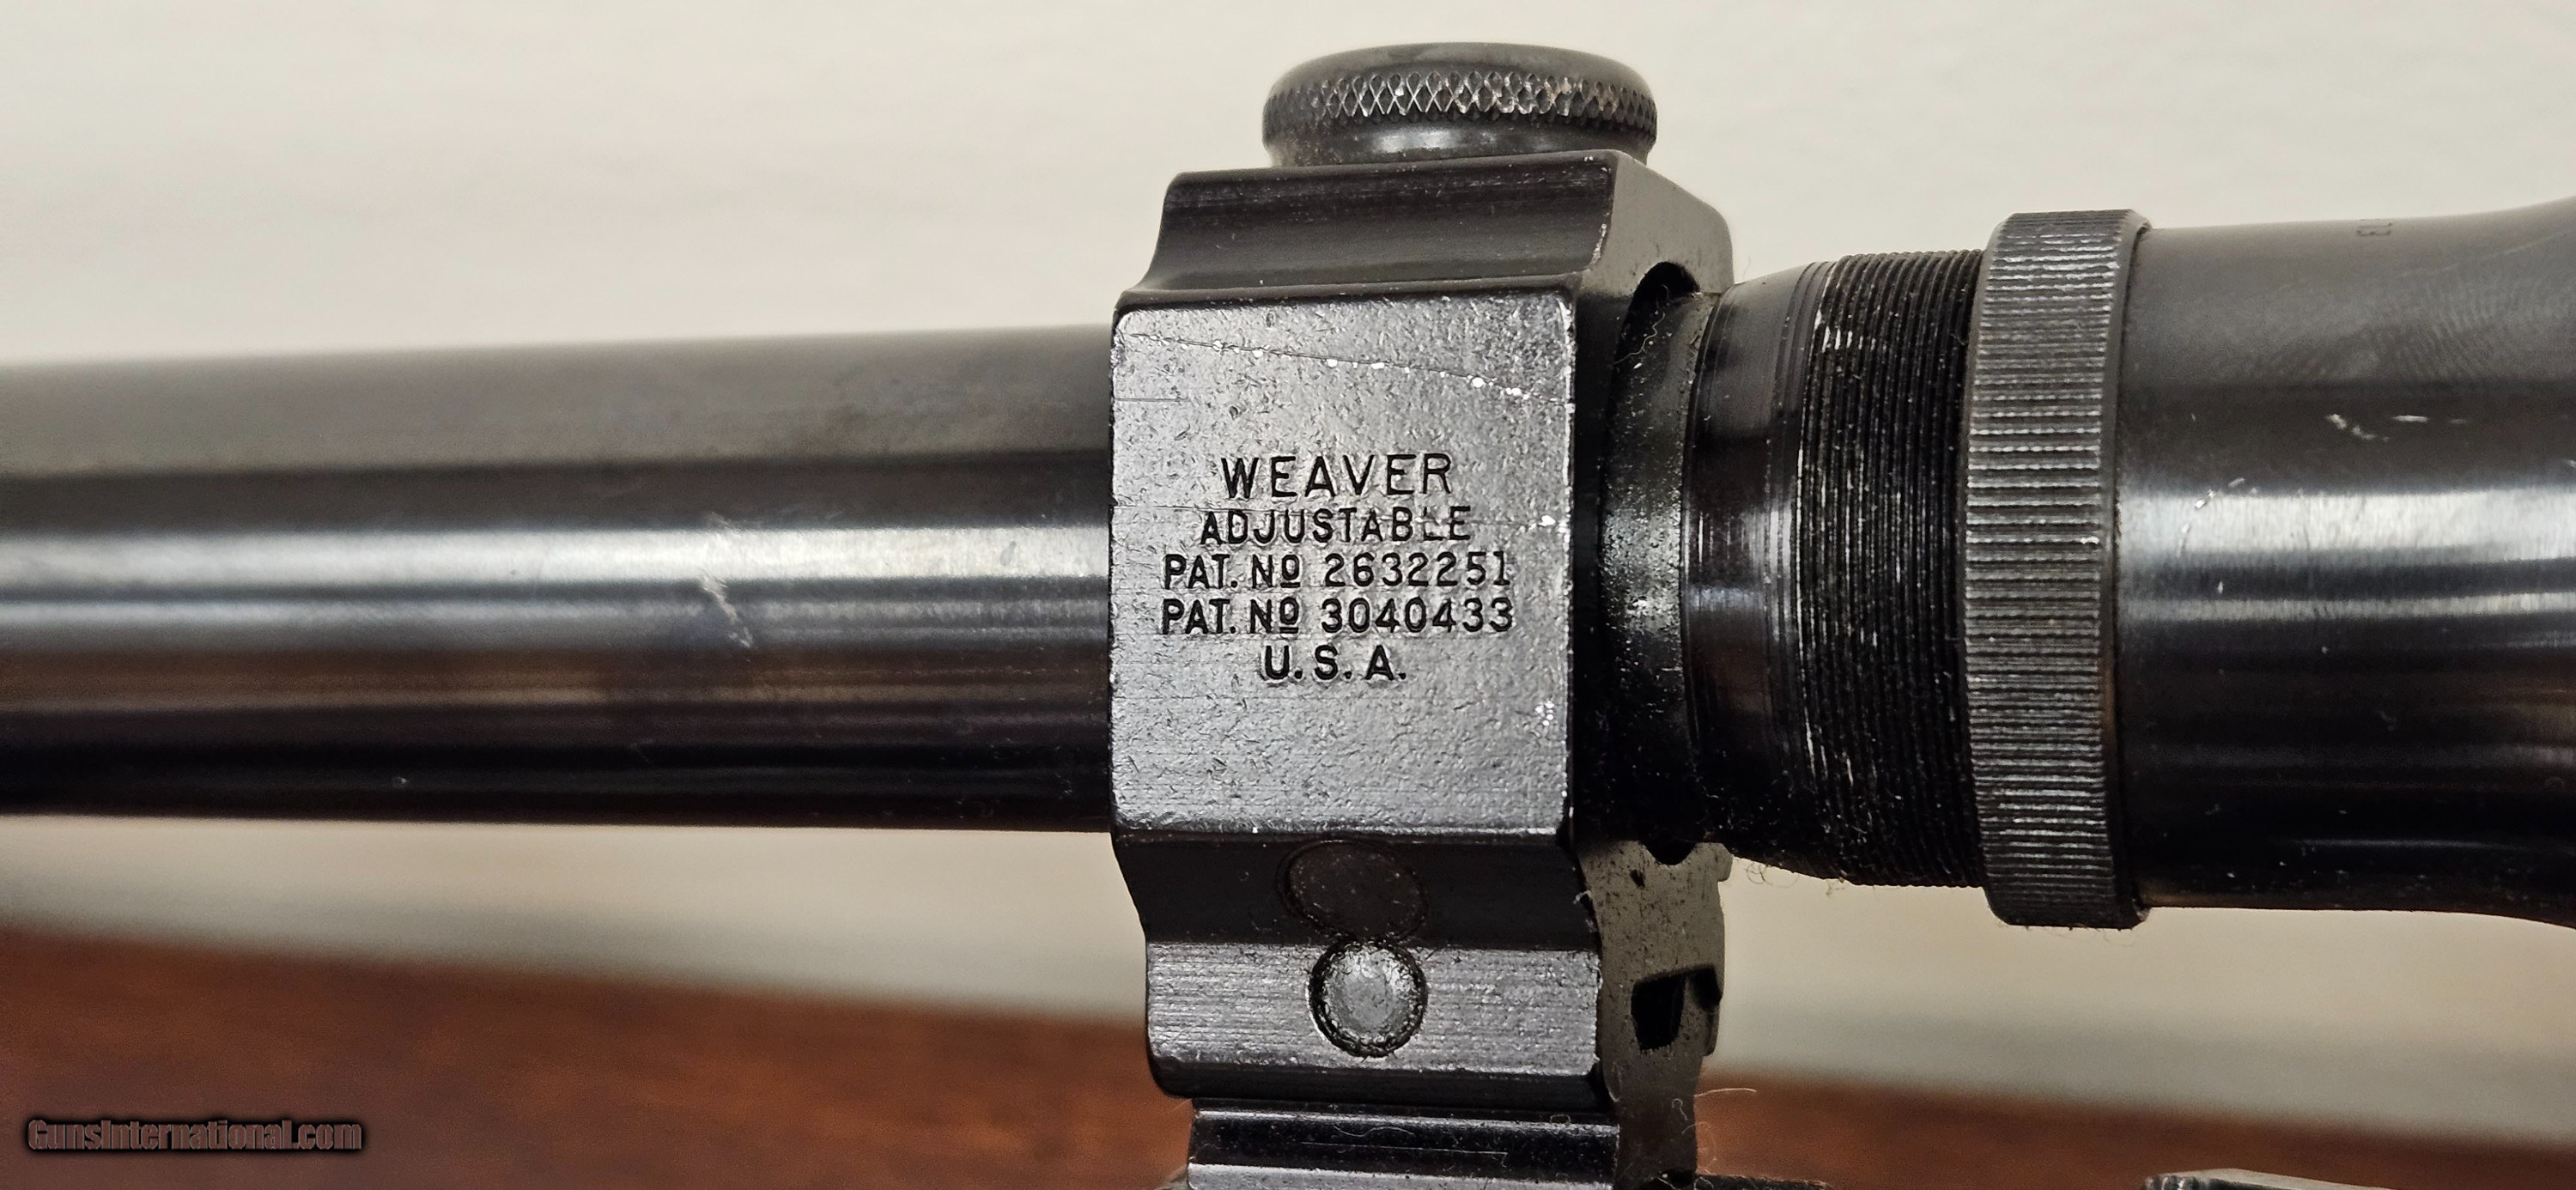 WEAVER
ADJUSTABLE
PAT. Nº 2632251
PAT. Nº 3040433
U.S.A.
GunsInternational.com